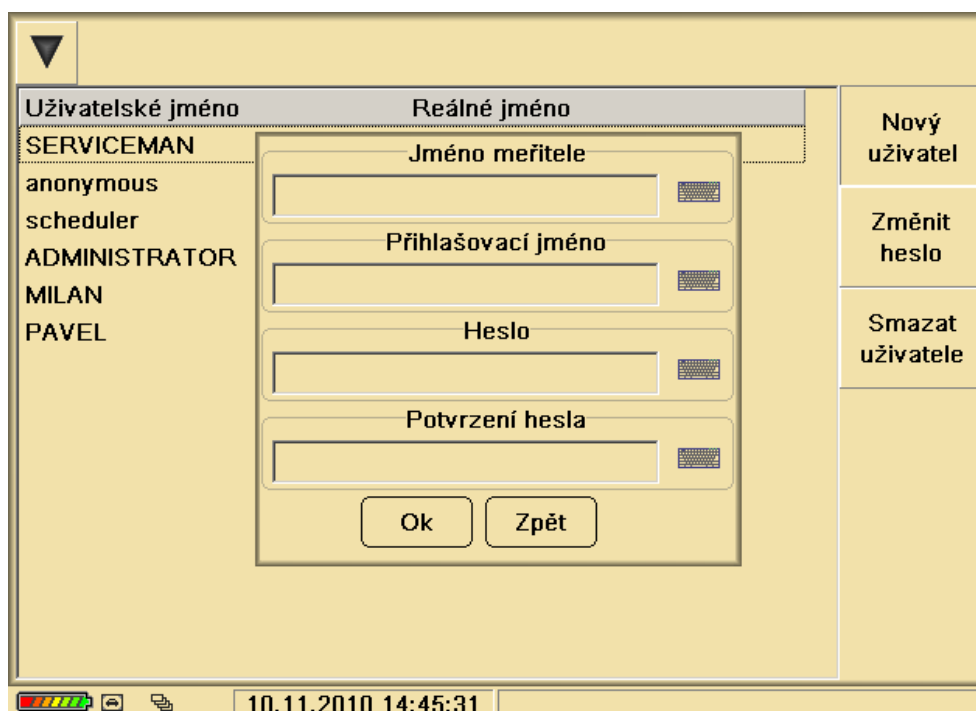 Uživatelské jméno Reálné jméno
SERVICEMAN
anonymous
scheduler
ADMINISTRATOR
MILAN
PAVEL
Jméno meřitele
Přihlašovací jméno
Heslo
Potvrzení hesla
Ok Zpět
Nový
uživatel
Změnit
heslo
Smazat
uživatele
10.11.2010 14:45:31